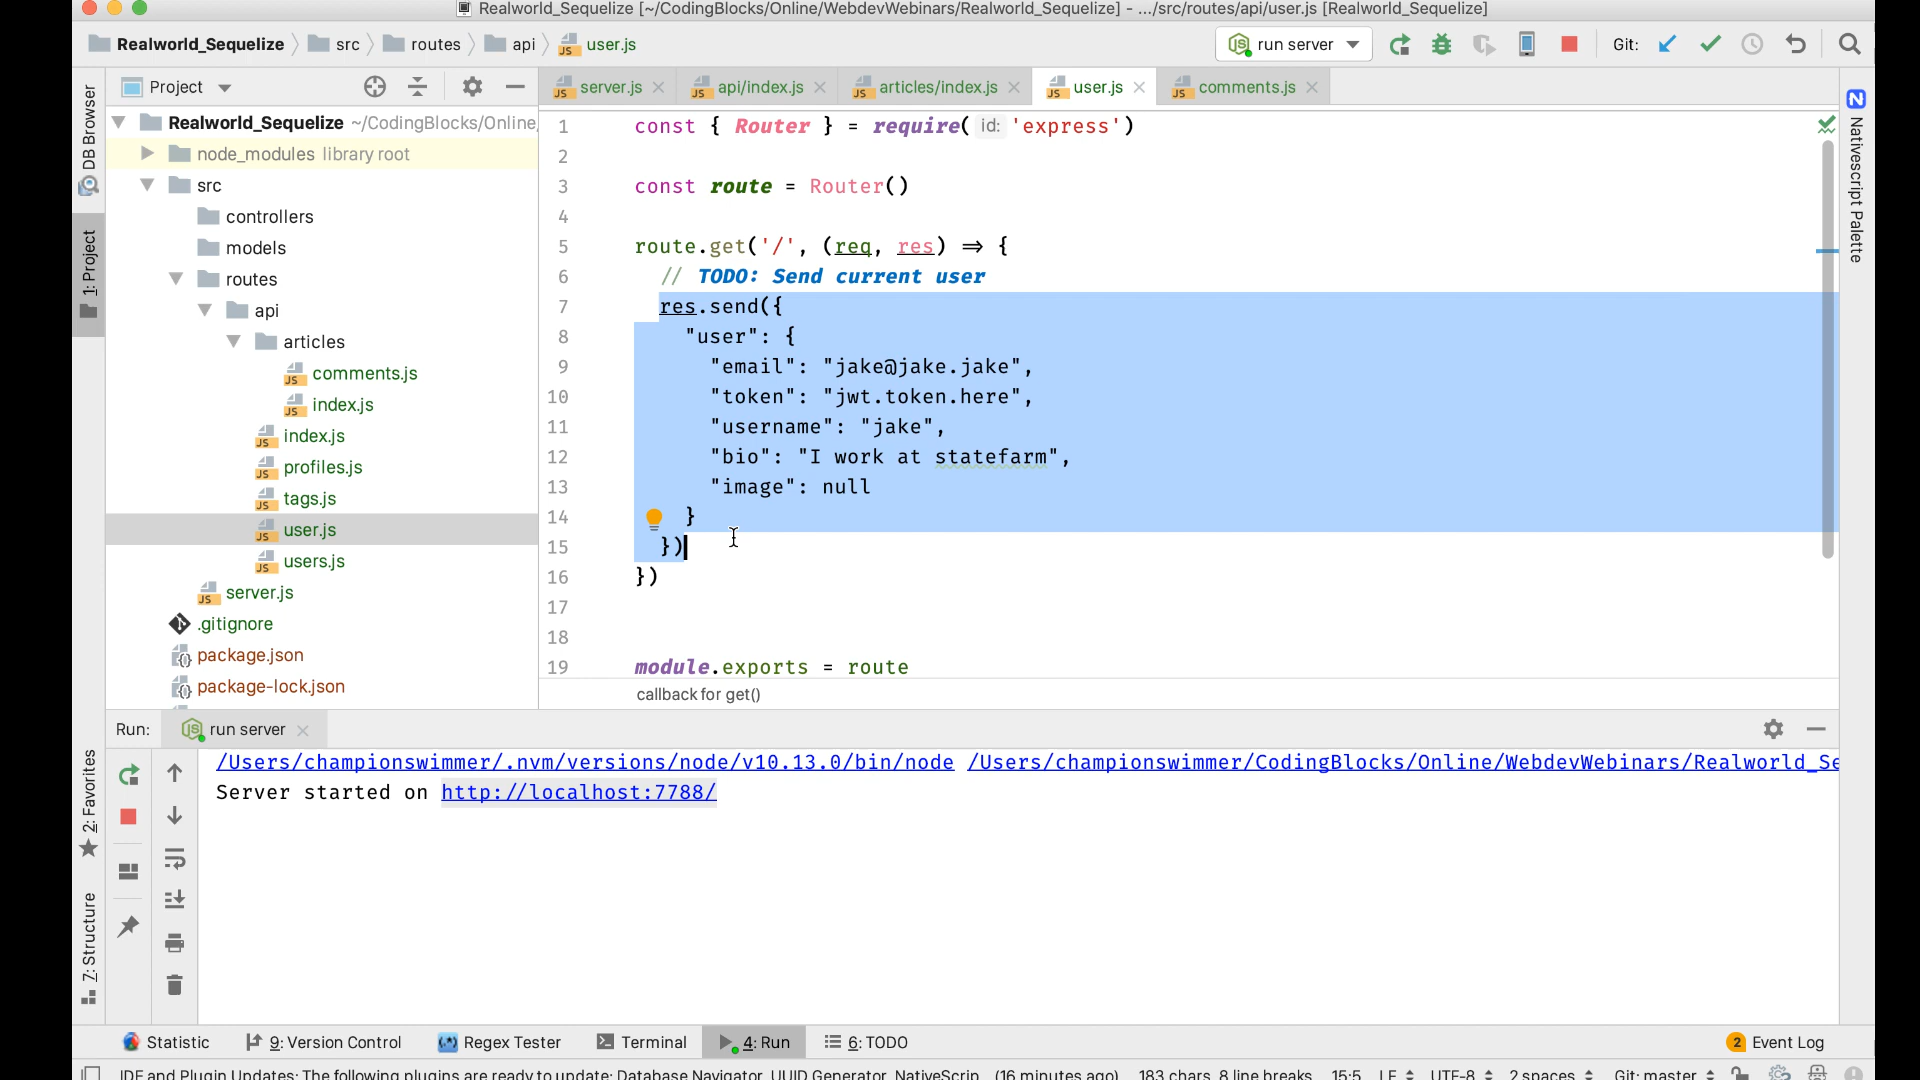 Realworld_Sequelize [~/CodingBlocks/Online/WebdevWebinars/Realworld_Sequelize] - .../src/routes/api/user.js [Realworld_Sequelize]
Realworld_Sequelize src routes api user.js run server Git:
Project server.js api/index.js articles/index.js user.js comments.js
DB Browser
1: Project
2: Favorites
7: Structure
Nativescript Palette
Realworld_Sequelize ~/CodingBlocks/Online,
node_modules library root
src
controllers
models
routes
api
articles
comments.js
index.js
index.js
profiles.js
tags.js
user.js
users.js
server.js
.gitignore
package.json
package-lock.json
1 const { Router } = require( id: 'express')
2
3 const route = Router()
4
5 route.get('/', (req, res) ⇒ {
6 // TODO: Send current user
7 res.send({
8 "user": {
9 "email": "jake@jake.jake",
10 "token": "jwt.token.here",
11 "username": "jake",
12 "bio": "I work at statefarm",
13 "image": null
14 }
15 })
16 })
17
18
19 module.exports = route
callback for get()
Run: run server
/Users/championswimmer/.nvm/versions/node/v10.13.0/bin/node /Users/championswimmer/CodingBlocks/Online/WebdevWebinars/Realworld_Se
Server started on http://localhost:7788/
Statistic 9: Version Control Regex Tester Terminal 4: Run 6: TODO 2 Event Log
IDE and Plugin Updates: The following plugins are ready to update: Database Navigator, UUID Generator, NativeScrip... (16 minutes ago) 183 chars, 8 line breaks 15:5 LF UTF-8 2 spaces Git: master